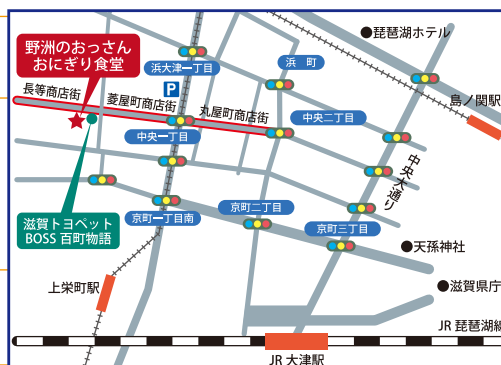 野洲のおっさん
おにぎり食堂
琵琶湖ホテル
浜大津一丁目
浜 町
長等商店街
P
菱屋町商店街
丸屋町商店街
島ノ関駅
中央二丁目
中央一丁目
中央大通り
滋賀トヨペット
BOSS 百町物語
京町一丁目南
京町二丁目
京町三丁目
天孫神社
上栄町駅
滋賀県庁
JR 琵琶湖線
JR 大津駅